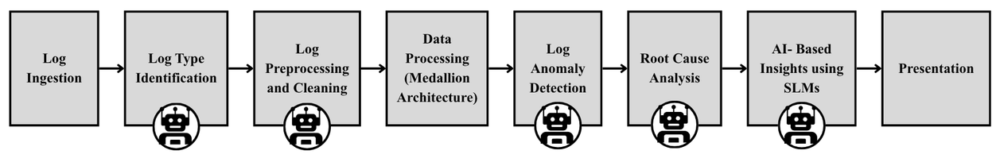 Log
Ingestion
Log Type
Identification
Log
Preprocessing
and Cleaning
Data
Processing
(Medallion
Architecture)
Log
Anomaly
Detection
Root Cause
Analysis
AI- Based
Insights using
SLMs
Presentation